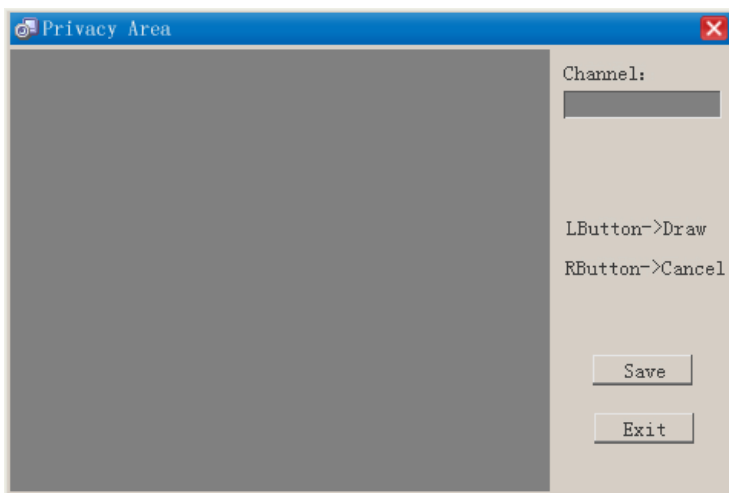 Privacy Area
Channel:
LButton->Draw
RButton->Cancel
Save
Exit